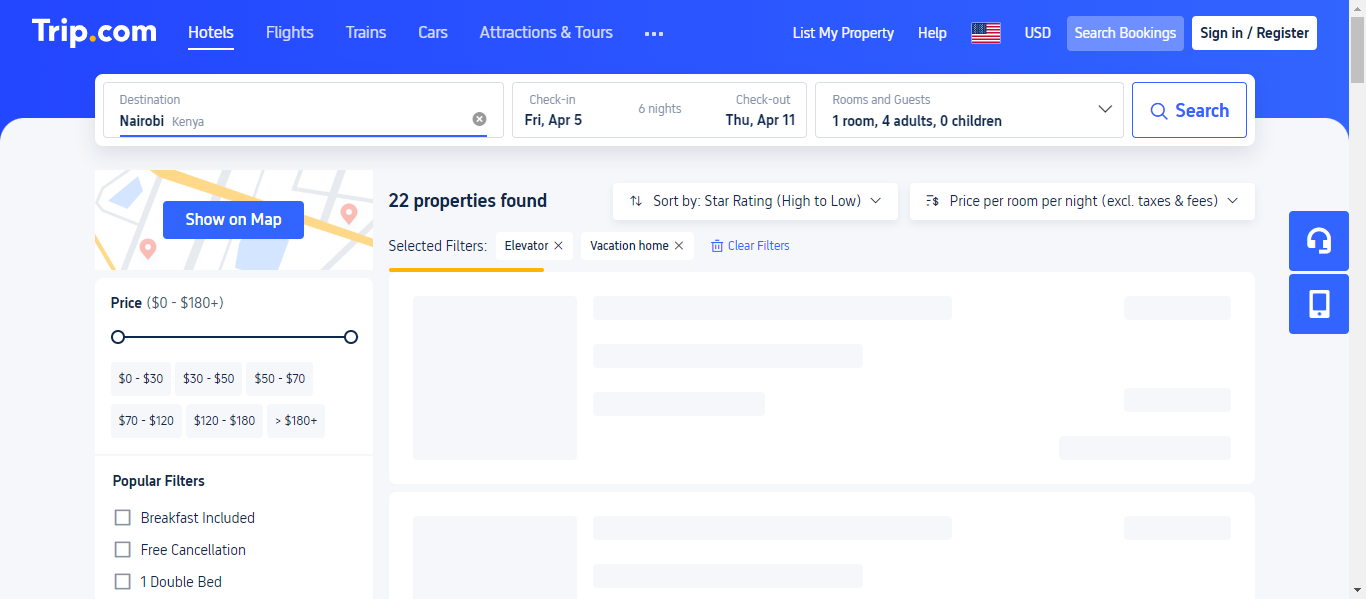 Trip.com
Hotels
Flights
Trains
Cars
Attractions & Tours
List My Property
Help
USD
Search Bookings
Sign in / Register
Destination
Nairobi Kenya
Check-in
Fri, Apr 5
6 nights
Check-out
Thu, Apr 11
Rooms and Guests
1 room, 4 adults, 0 children
Search
Show on Map
22 properties found
Sort by: Star Rating (High to Low)
Price per room per night (excl. taxes & fees)
Selected Filters:
Elevator
Vacation home
Clear Filters
Price ($0 - $180+)
$0 - $30
$30 - $50
$50 - $70
$70 - $120
$120 - $180
> $180+
Popular Filters
Breakfast Included
Free Cancellation
1 Double Bed